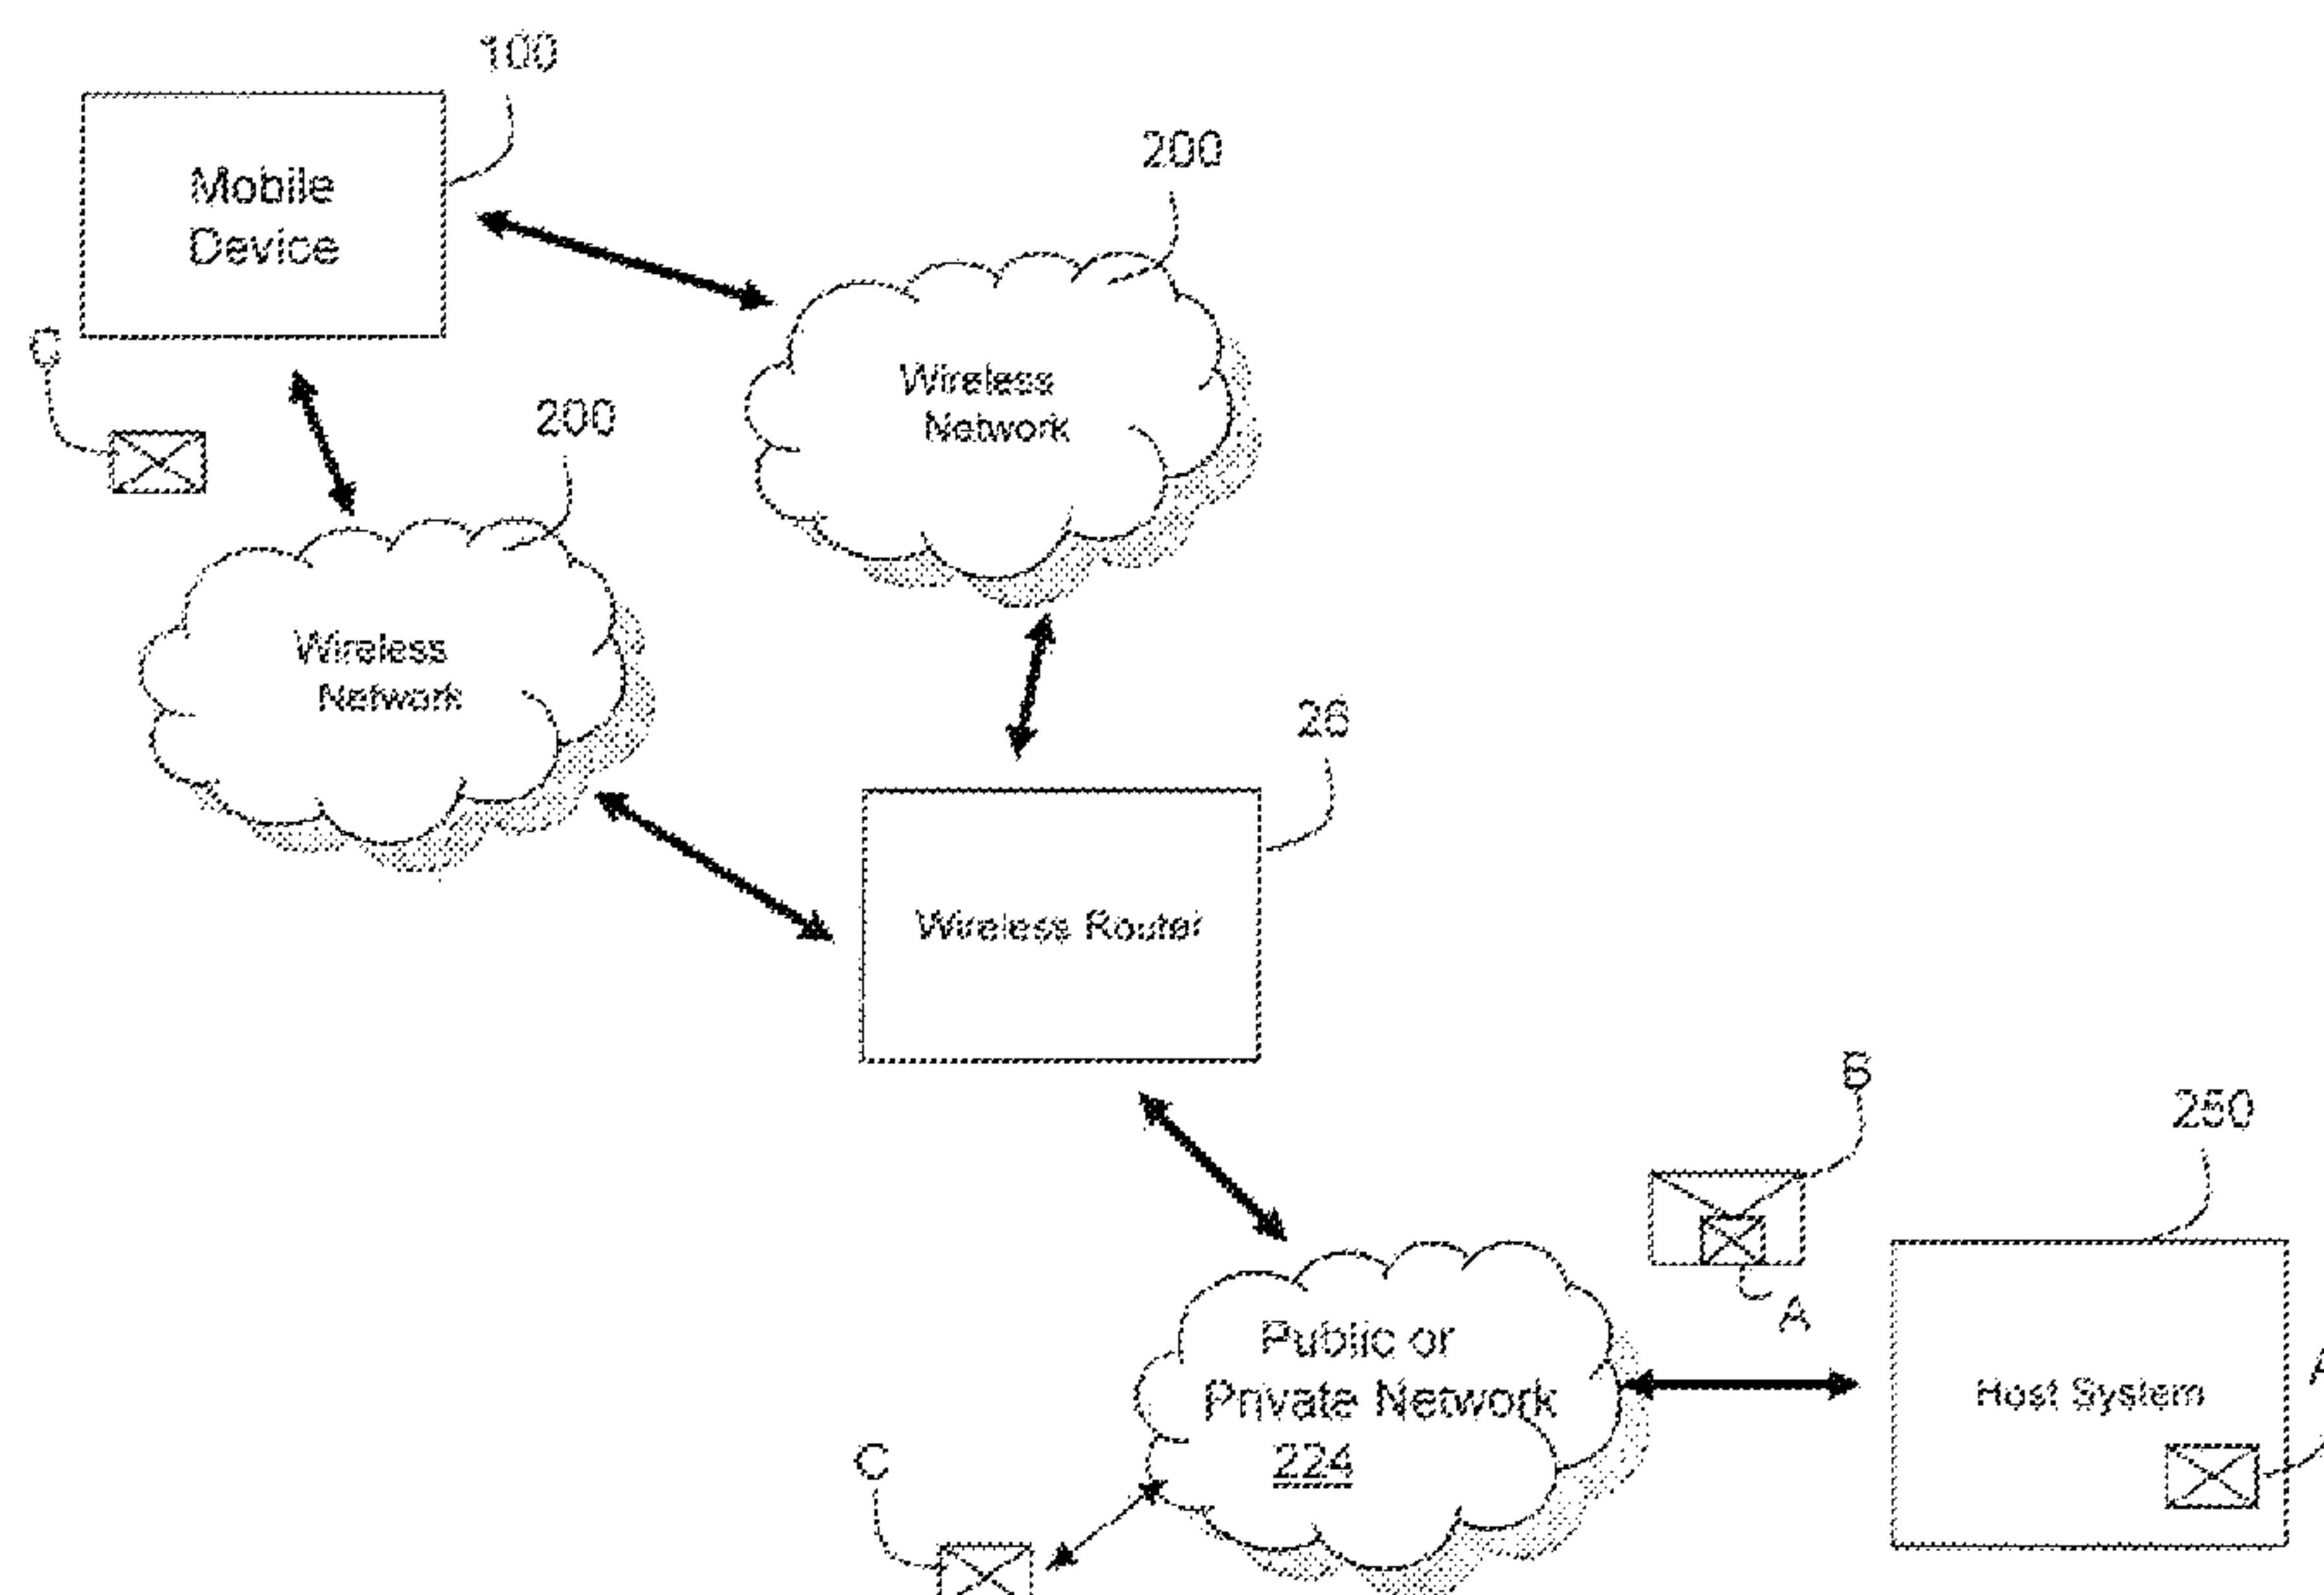 100
Mobile
Device
200
C
Wireless
Network
200
Wireless
Network
26
Wireless Router
B
250
A
Public or
Private Network
224
Host System
A
C